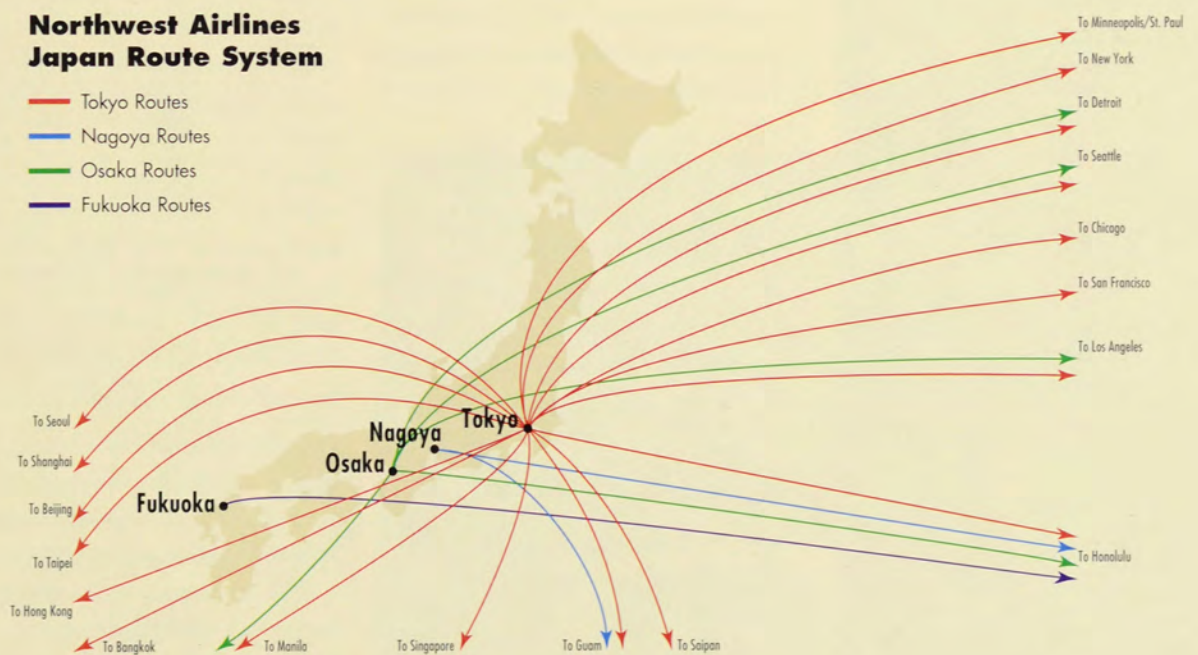 Northwest Airlines
Japan Route System
Tokyo Routes
Nagoya Routes
Osaka Routes
Fukuoka Routes
To Minneapolis/St. Paul
To New York
To Detroit
To Seattle
To Chicago
To San Francisco
To Los Angeles
To Seoul
To Shanghai
To Beijing
To Taipei
To Hong Kong
Tokyo
Nagoya
Osaka
Fukuoka
To Honolulu
To Bangkok
To Manila
To Singapore
To Guam
To Saipan